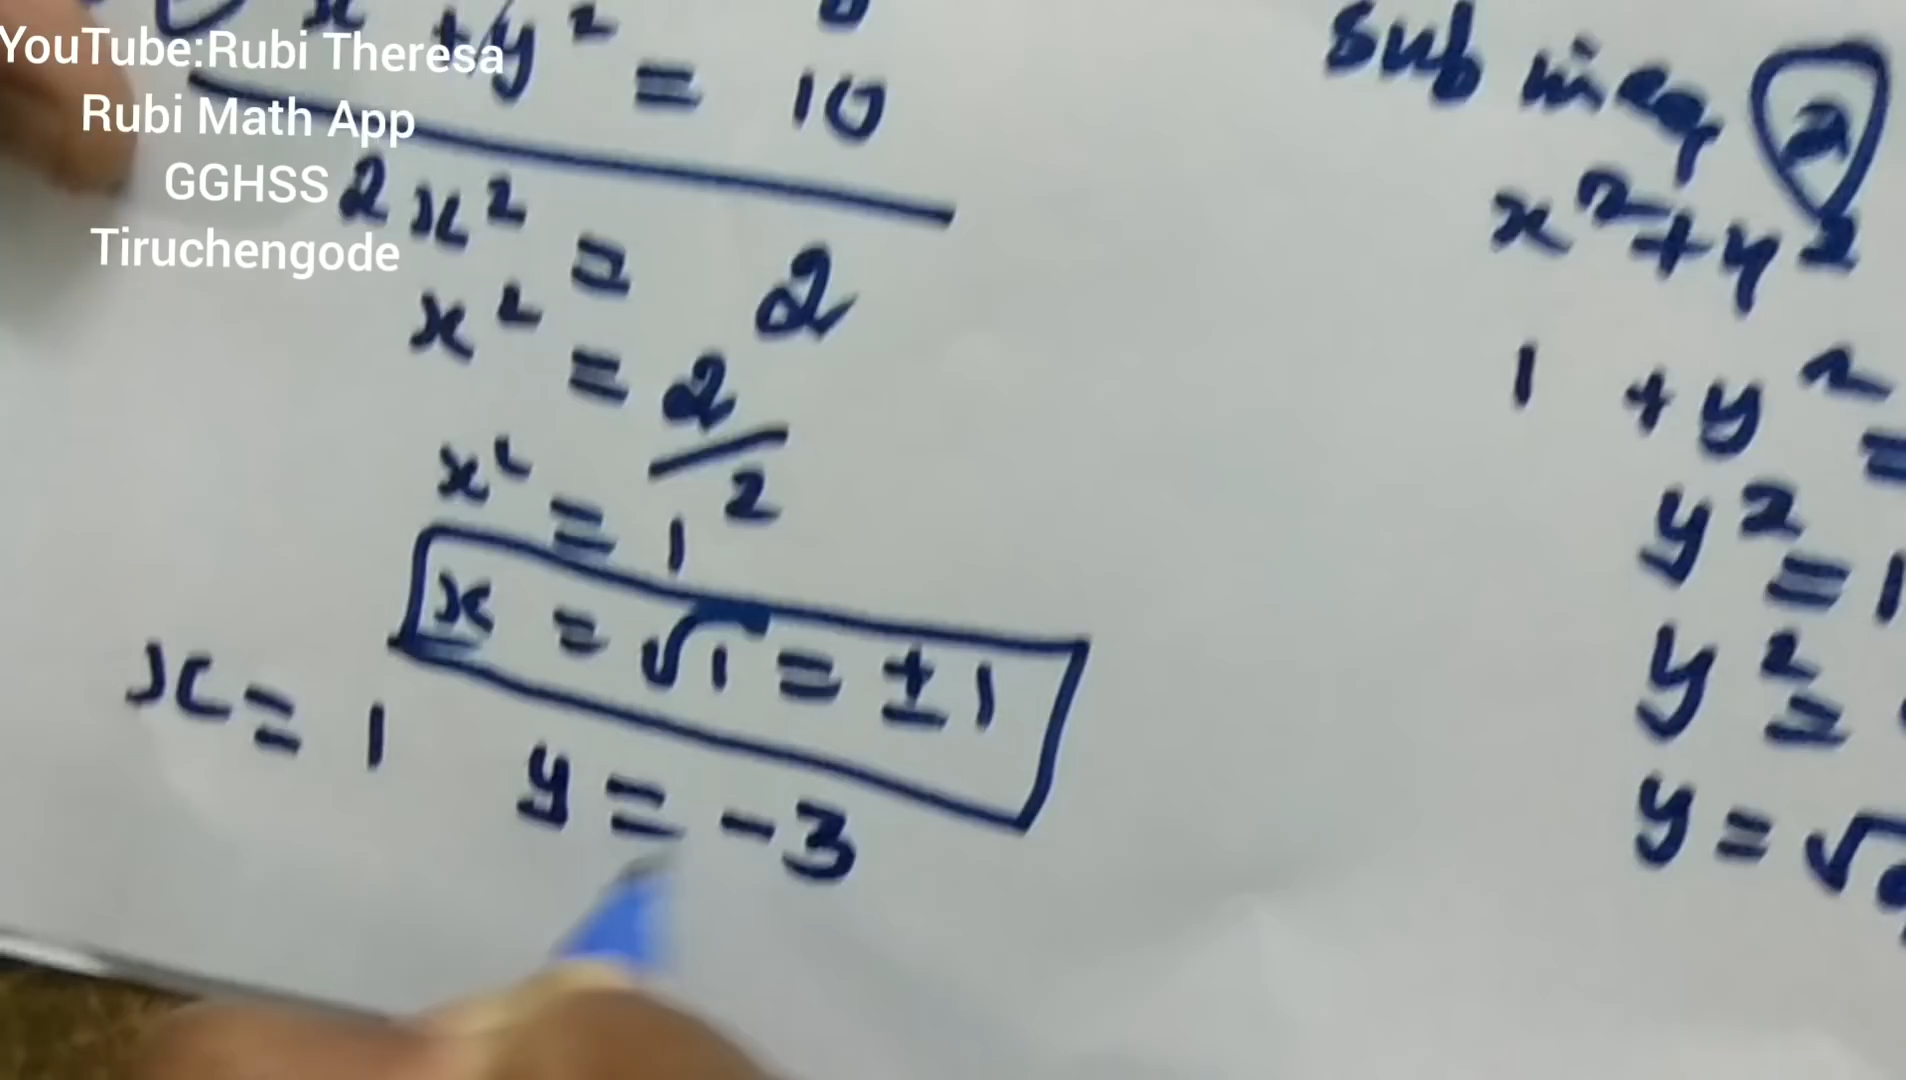 YouTube:Rubi Theresa
Rubi Math App
GGHSS
Tiruchengode
x² + y² = 10
2x² = 2
x² = 2/2
x² = 1
x = √1 = ±1
x = 1 y = -3
Sub in eq 2
x² + y²
1 + y² =
y² = 1
y² =
y = √